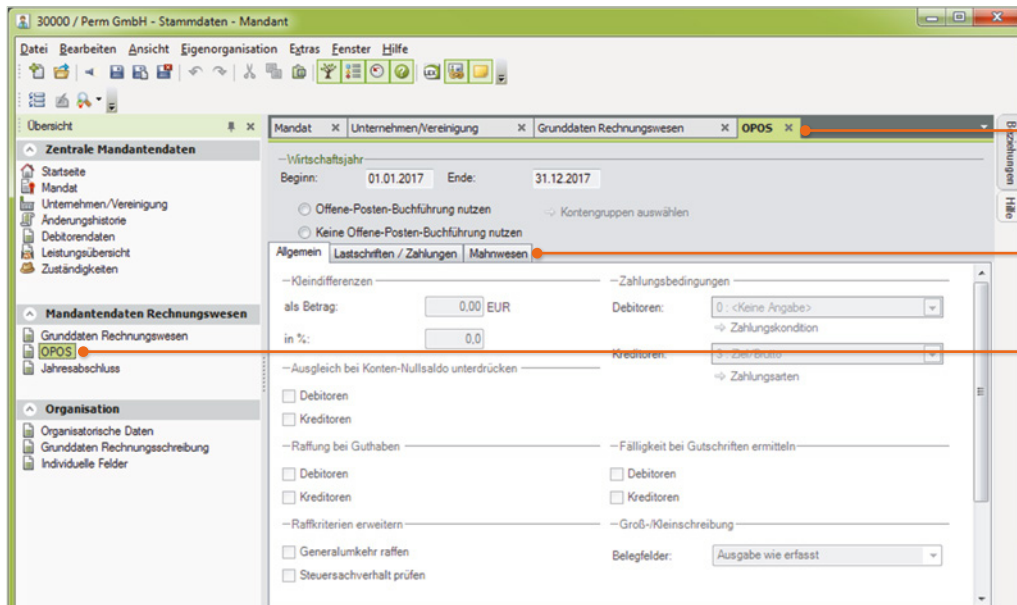 30000 / Perm GmbH - Stammdaten - Mandant
Datei Bearbeiten Ansicht Eigenorganisation Extras Fenster Hilfe
Übersicht
Zentrale Mandantendaten
Startseite
Mandat
Unternehmen/Vereinigung
Änderungshistorie
Debitorendaten
Leistungsübersicht
Zuständigkeiten
Mandantendaten Rechnungswesen
Grunddaten Rechnungswesen
OPOS
Jahresabschluss
Organisation
Organisatorische Daten
Grunddaten Rechnungsschreibung
Individuelle Felder
Mandat Unternehmen/Vereinigung Grunddaten Rechnungswesen OPOS
Wirtschaftsjahr
Beginn: 01.01.2017 Ende: 31.12.2017
Offene-Posten-Buchführung nutzen Kontengruppen auswählen
Keine Offene-Posten-Buchführung nutzen
Allgemein Lastschriften / Zahlungen Mahnwesen
Kleindifferenzen
als Betrag: 0,00 EUR
in %: 0,0
Ausgleich bei Konten-Nullsaldo unterdrücken
Debitoren
Kreditoren
Raffung bei Guthaben
Debitoren
Kreditoren
Raffkriterien erweitern
Generalumkehr raffen
Steuersachverhalt prüfen
Zahlungsbedingungen
Debitoren: 0 : <Keine Angabe>
Zahlungskondition
Kreditoren: 3 : Ziel/Brutto
Zahlungsarten
Fälligkeit bei Gutschriften ermitteln
Debitoren
Kreditoren
Groß-/Kleinschreibung
Belegfelder: Ausgabe wie erfasst
Beziehungen
Hilfe